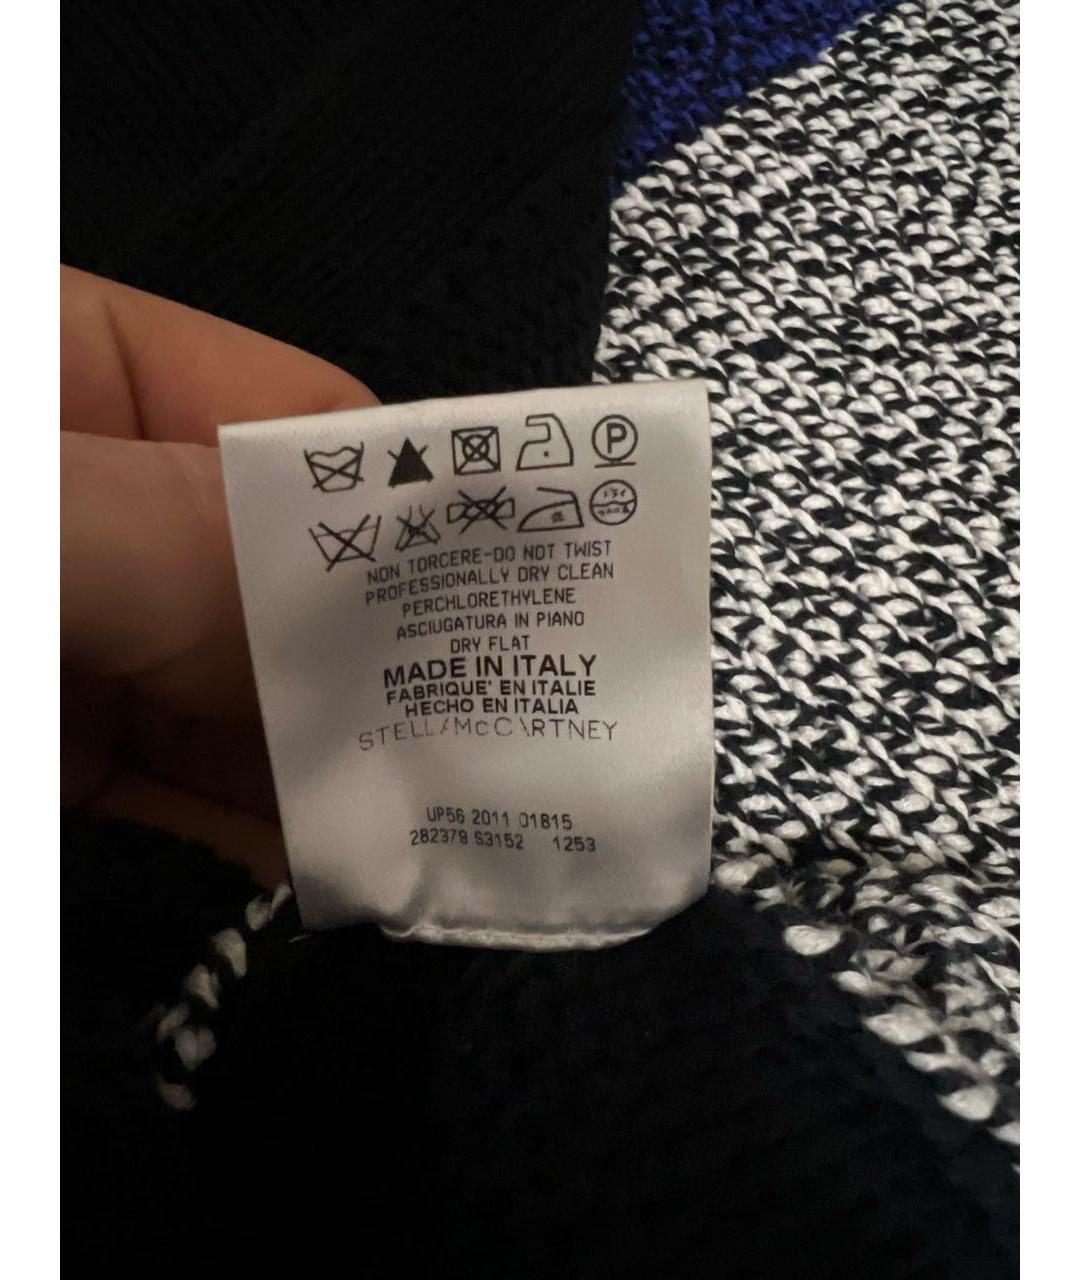 P
NON TORCERE-DO NOT TWIST
PROFESSIONALLY DRY CLEAN
PERCHLORETHYLENE
ASCIUGATURA IN PIANO
DRY FLAT
MADE IN ITALY
FABRIQUE' EN ITALIE
HECHO EN ITALIA
STELLA McCARTNEY
UP56 2011 01815
282379 S3152 1253